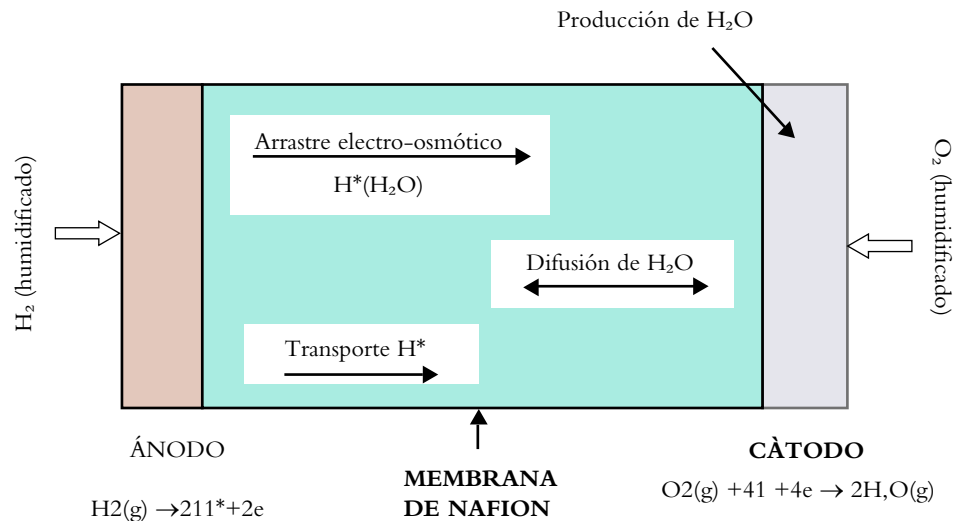 Producción de H₂O
Arrastre electro-osmótico
H*(H₂O)
H₂ (humidificado)
O₂ (humidificado)
Difusión de H₂O
Transporte H*
ÁNODO
CÀTODO
MEMBRANA
DE NAFION
H2(g) →211*+2e
O2(g) +41 +4e → 2H,O(g)